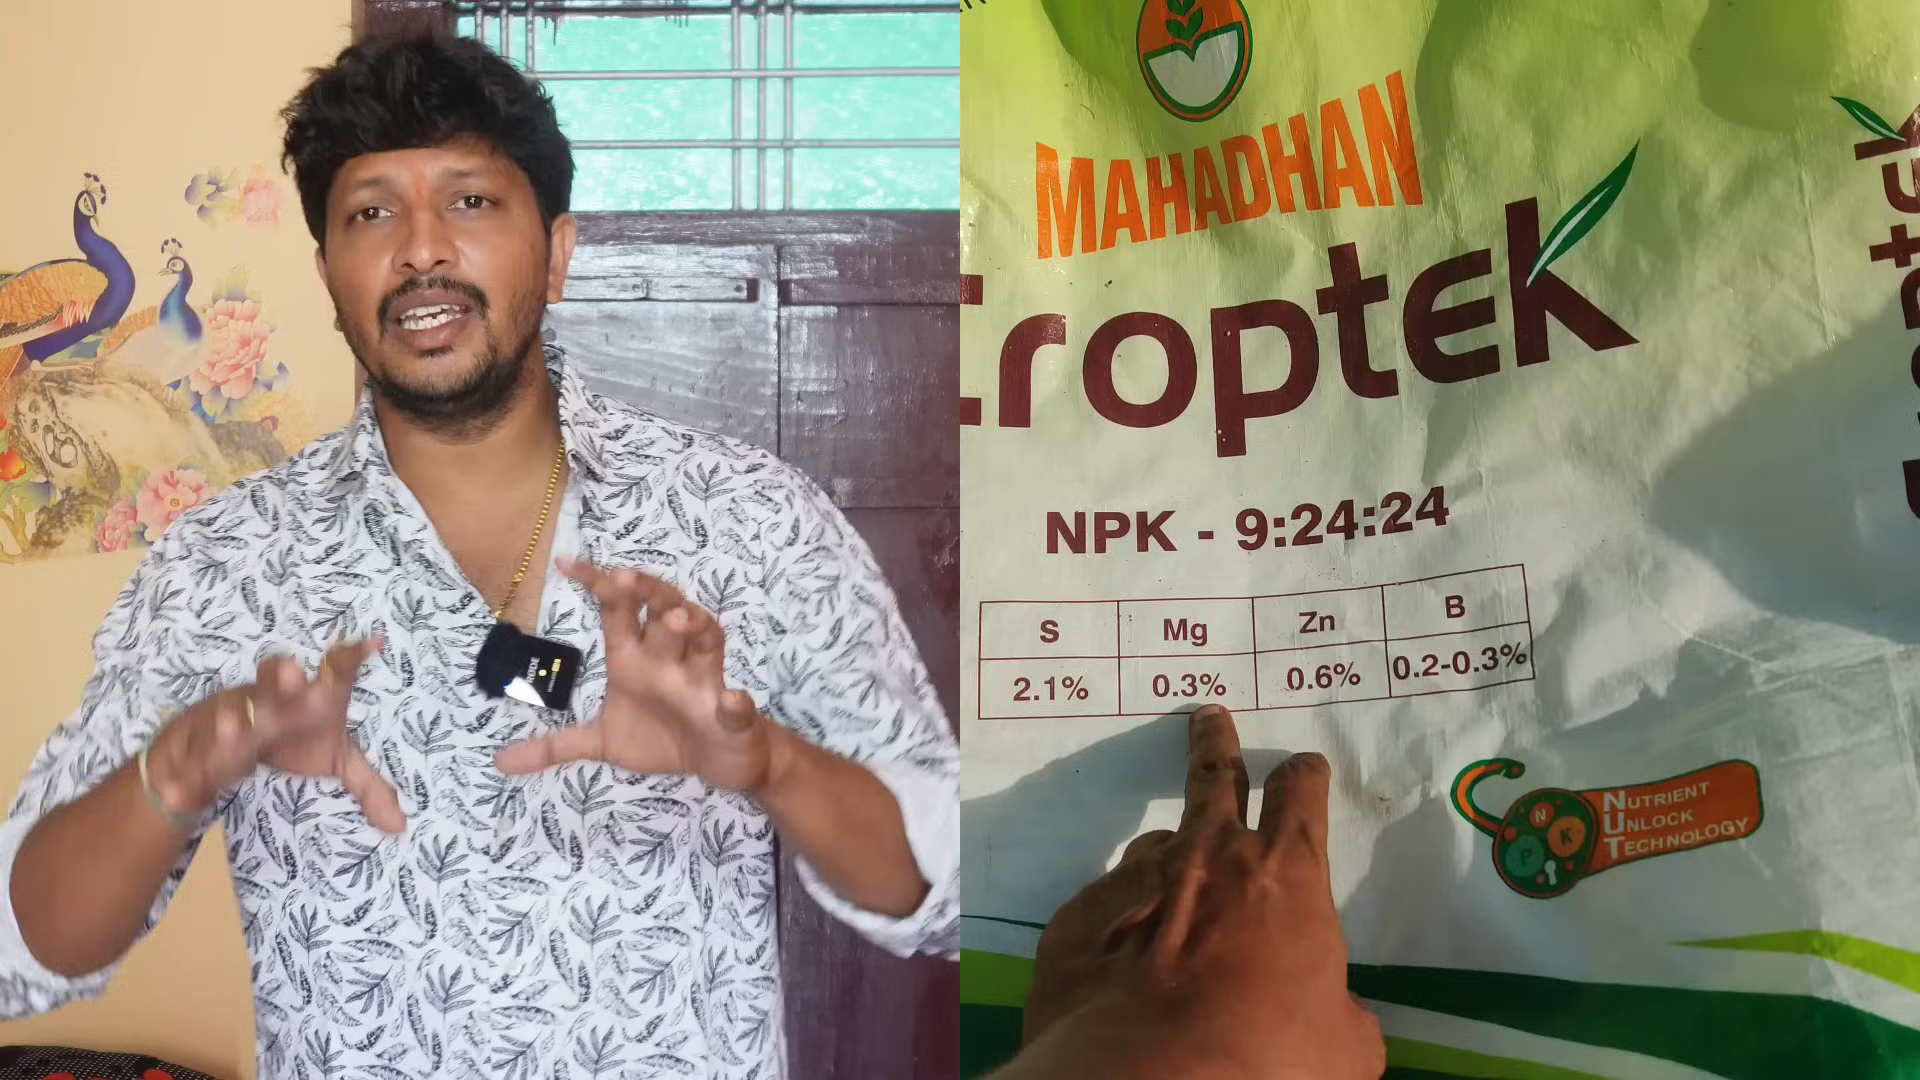 MAHADHAN
Croptek
NPK - 9:24:24
S Mg Zn B
2.1% 0.3% 0.6% 0.2-0.3%
NUTRIENT
UNLOCK
TECHNOLOGY
N
P
K